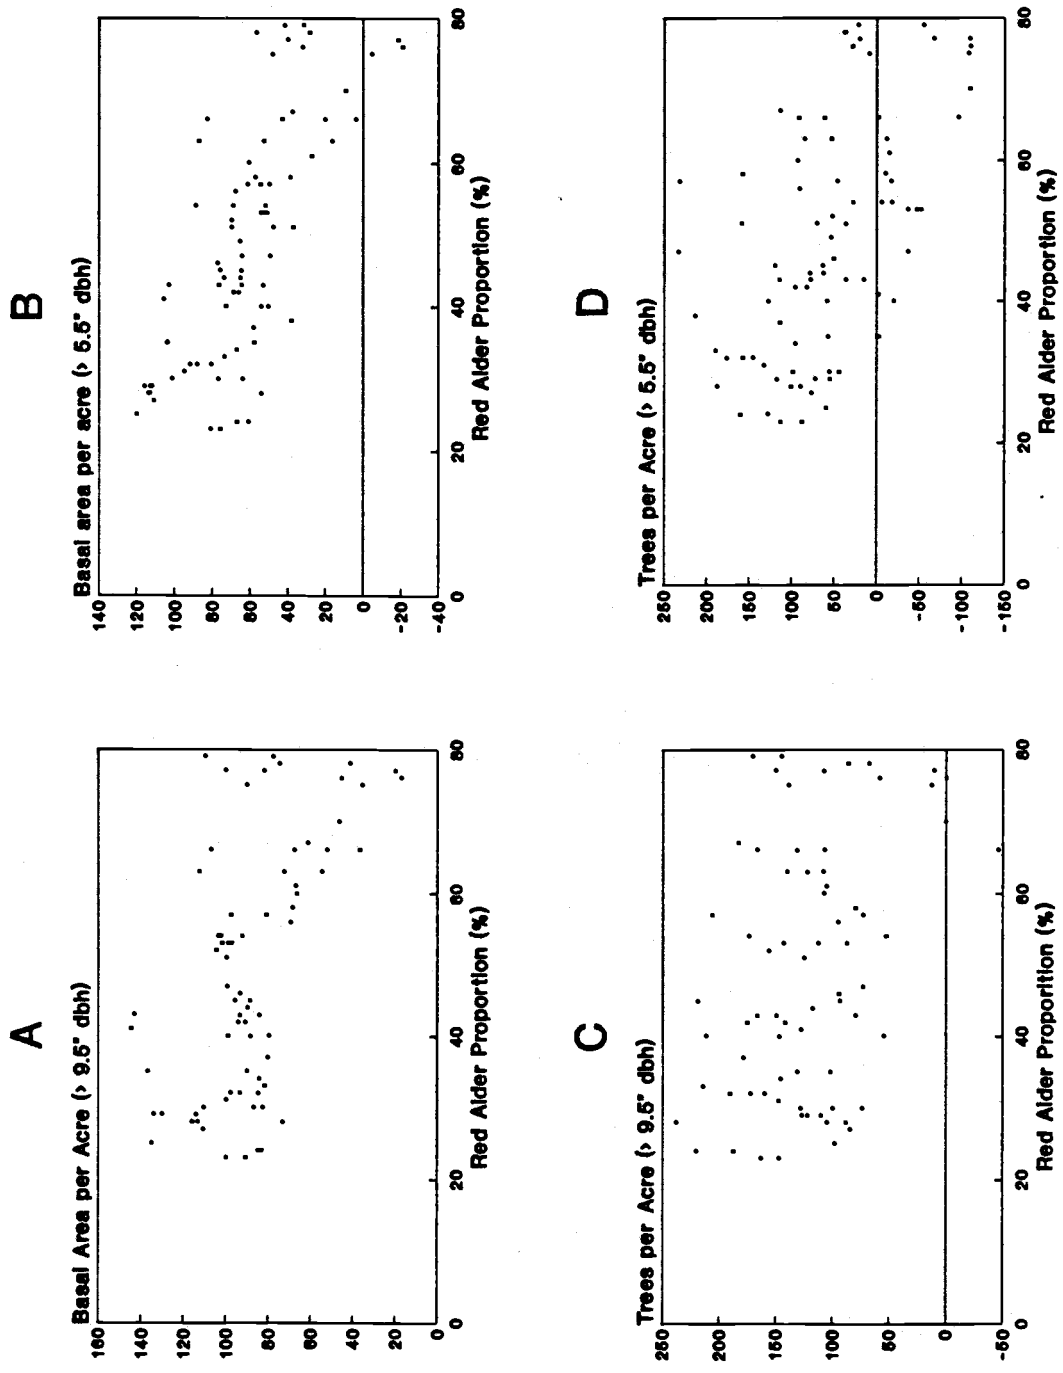 A
Basal Area per Acre (> 9.5" dbh)
160
140
120
100
80
60
40
20
0
0 20 40 60 80
Red Alder Proportion (%)
B
Basal area per acre (> 5.5" dbh)
140
120
100
80
60
40
20
0
-20
-40
0 20 40 60 80
Red Alder Proportion (%)
C
Trees per Acre (> 9.5" dbh)
250
200
150
100
50
0
-50
0 20 40 60 80
Red Alder Proporition (%)
D
Trees per Acre (> 5.5" dbh)
250
200
150
100
50
0
-50
-100
-150
0 20 40 60 80
Red Alder Proportion (%)